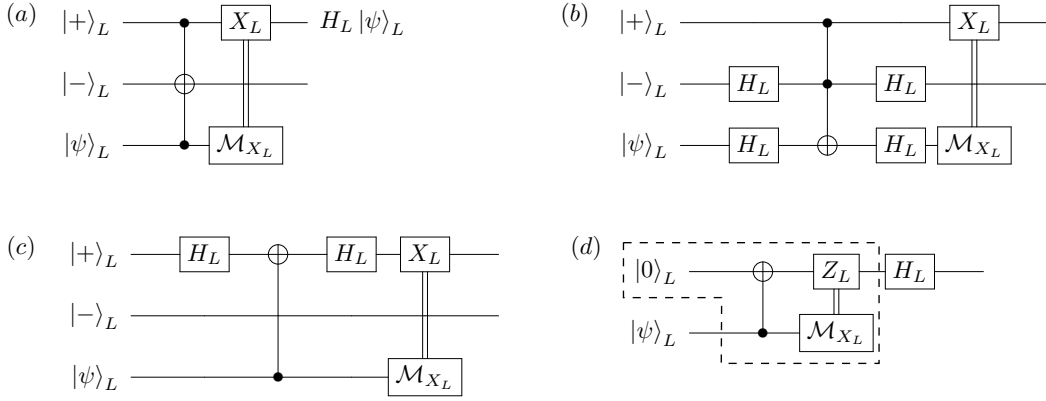 (a) |+⟩_L X_L H_L |ψ⟩_L
|−⟩_L
|ψ⟩_L ℳ_{X_L}
(b) |+⟩_L X_L
|−⟩_L H_L H_L
|ψ⟩_L H_L H_L ℳ_{X_L}
(c) |+⟩_L H_L H_L X_L
|−⟩_L
|ψ⟩_L ℳ_{X_L}
(d) |0⟩_L Z_L H_L
|ψ⟩_L ℳ_{X_L}